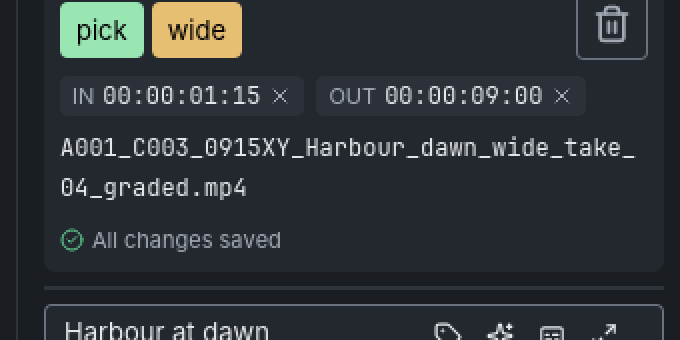 pick wide
IN 00:00:01:15 OUT 00:00:09:00
A001_C003_0915XY_Harbour_dawn_wide_take_
04_graded.mp4
All changes saved
Harbour at dawn